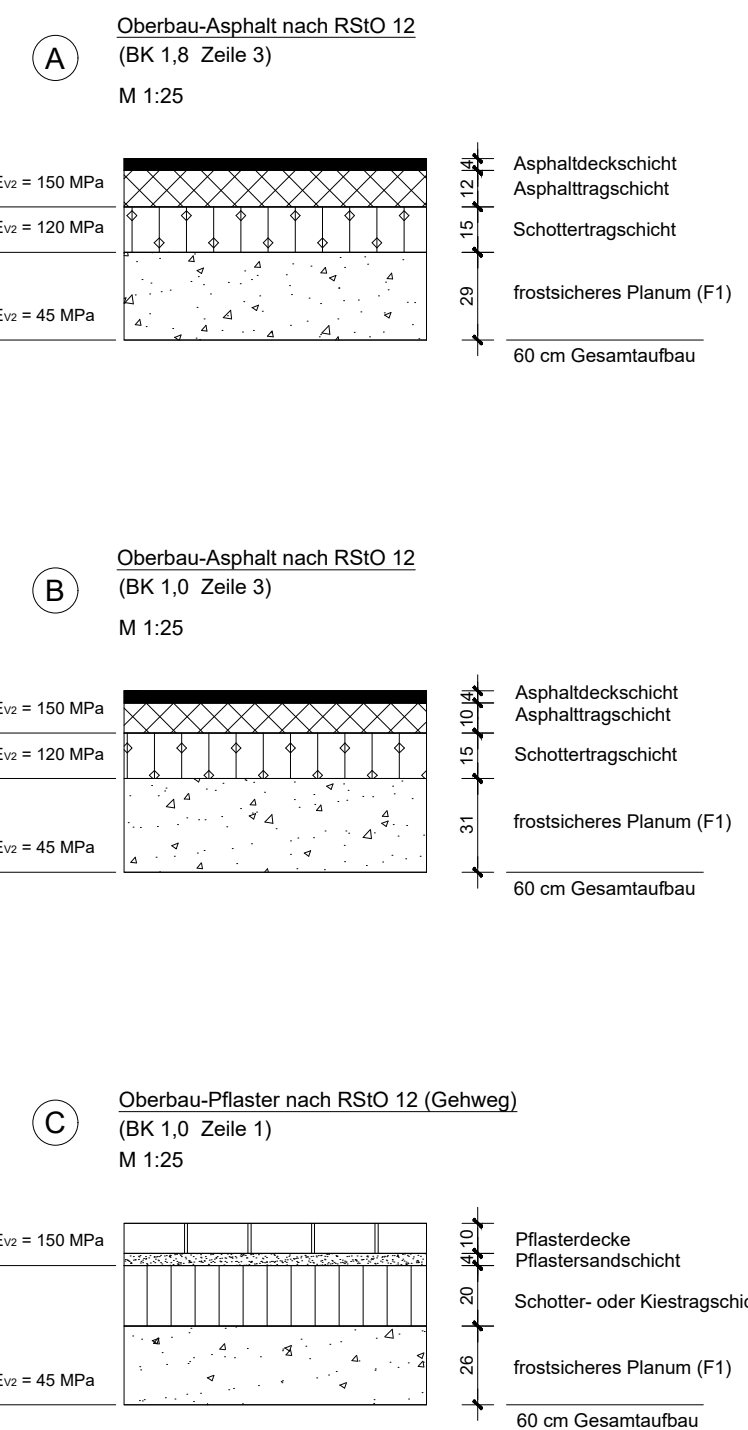 A
Oberbau-Asphalt nach RStO 12
(BK 1,8 Zeile 3)
M 1:25
Ev2 = 150 MPa
Ev2 = 120 MPa
Ev2 = 45 MPa
4
12
15
29
Asphaltdeckschicht
Asphalttragschicht
Schottertragschicht
frostsicheres Planum (F1)
60 cm Gesamtaufbau
B
Oberbau-Asphalt nach RStO 12
(BK 1,0 Zeile 3)
M 1:25
Ev2 = 150 MPa
Ev2 = 120 MPa
Ev2 = 45 MPa
4
10
15
31
Asphaltdeckschicht
Asphalttragschicht
Schottertragschicht
frostsicheres Planum (F1)
60 cm Gesamtaufbau
C
Oberbau-Pflaster nach RStO 12 (Gehweg)
(BK 1,0 Zeile 1)
M 1:25
Ev2 = 150 MPa
Ev2 = 45 MPa
10
4
20
26
Pflasterdecke
Pflastersandschicht
Schotter- oder Kiestragschic
frostsicheres Planum (F1)
60 cm Gesamtaufbau